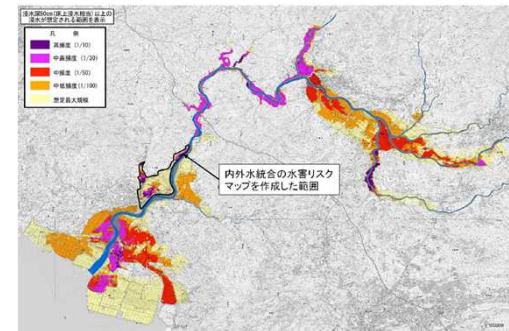 浸水深50cm(床上浸水相当)以上の
浸水が想定される範囲を表示
凡 例
高頻度 (1/10)
中高頻度 (1/30)
中頻度 (1/50)
中低頻度 (1/100)
想定最大規模
内外水統合の水害リスク
マップを作成した範囲